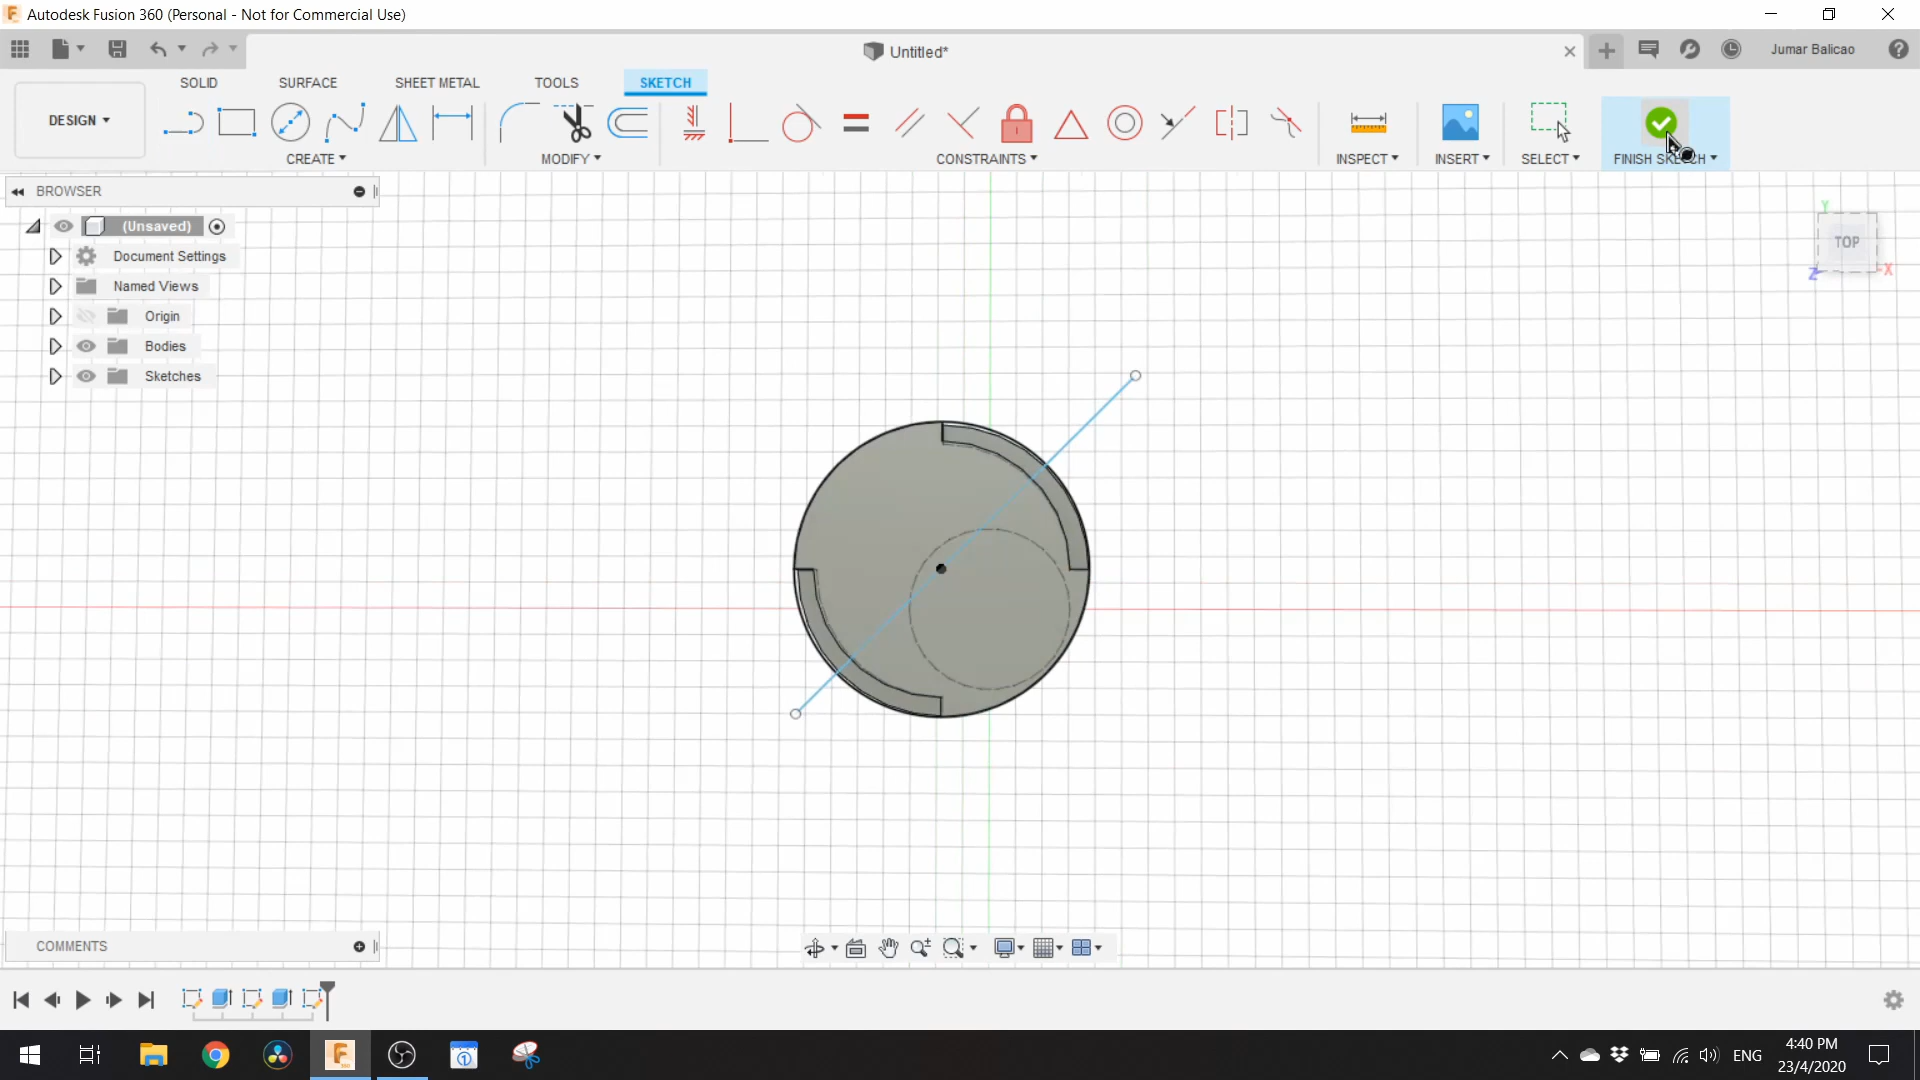 Autodesk Fusion 360 (Personal - Not for Commercial Use)
Untitled*
Jumar Balicao
SOLID
SURFACE
SHEET METAL
TOOLS
SKETCH
DESIGN
CREATE
MODIFY
CONSTRAINTS
INSPECT
INSERT
SELECT
FINISH SKETCH
BROWSER
(Unsaved)
Document Settings
Named Views
Origin
Bodies
Sketches
Y
TOP
Z
X
COMMENTS
ENG
4:40 PM
23/4/2020